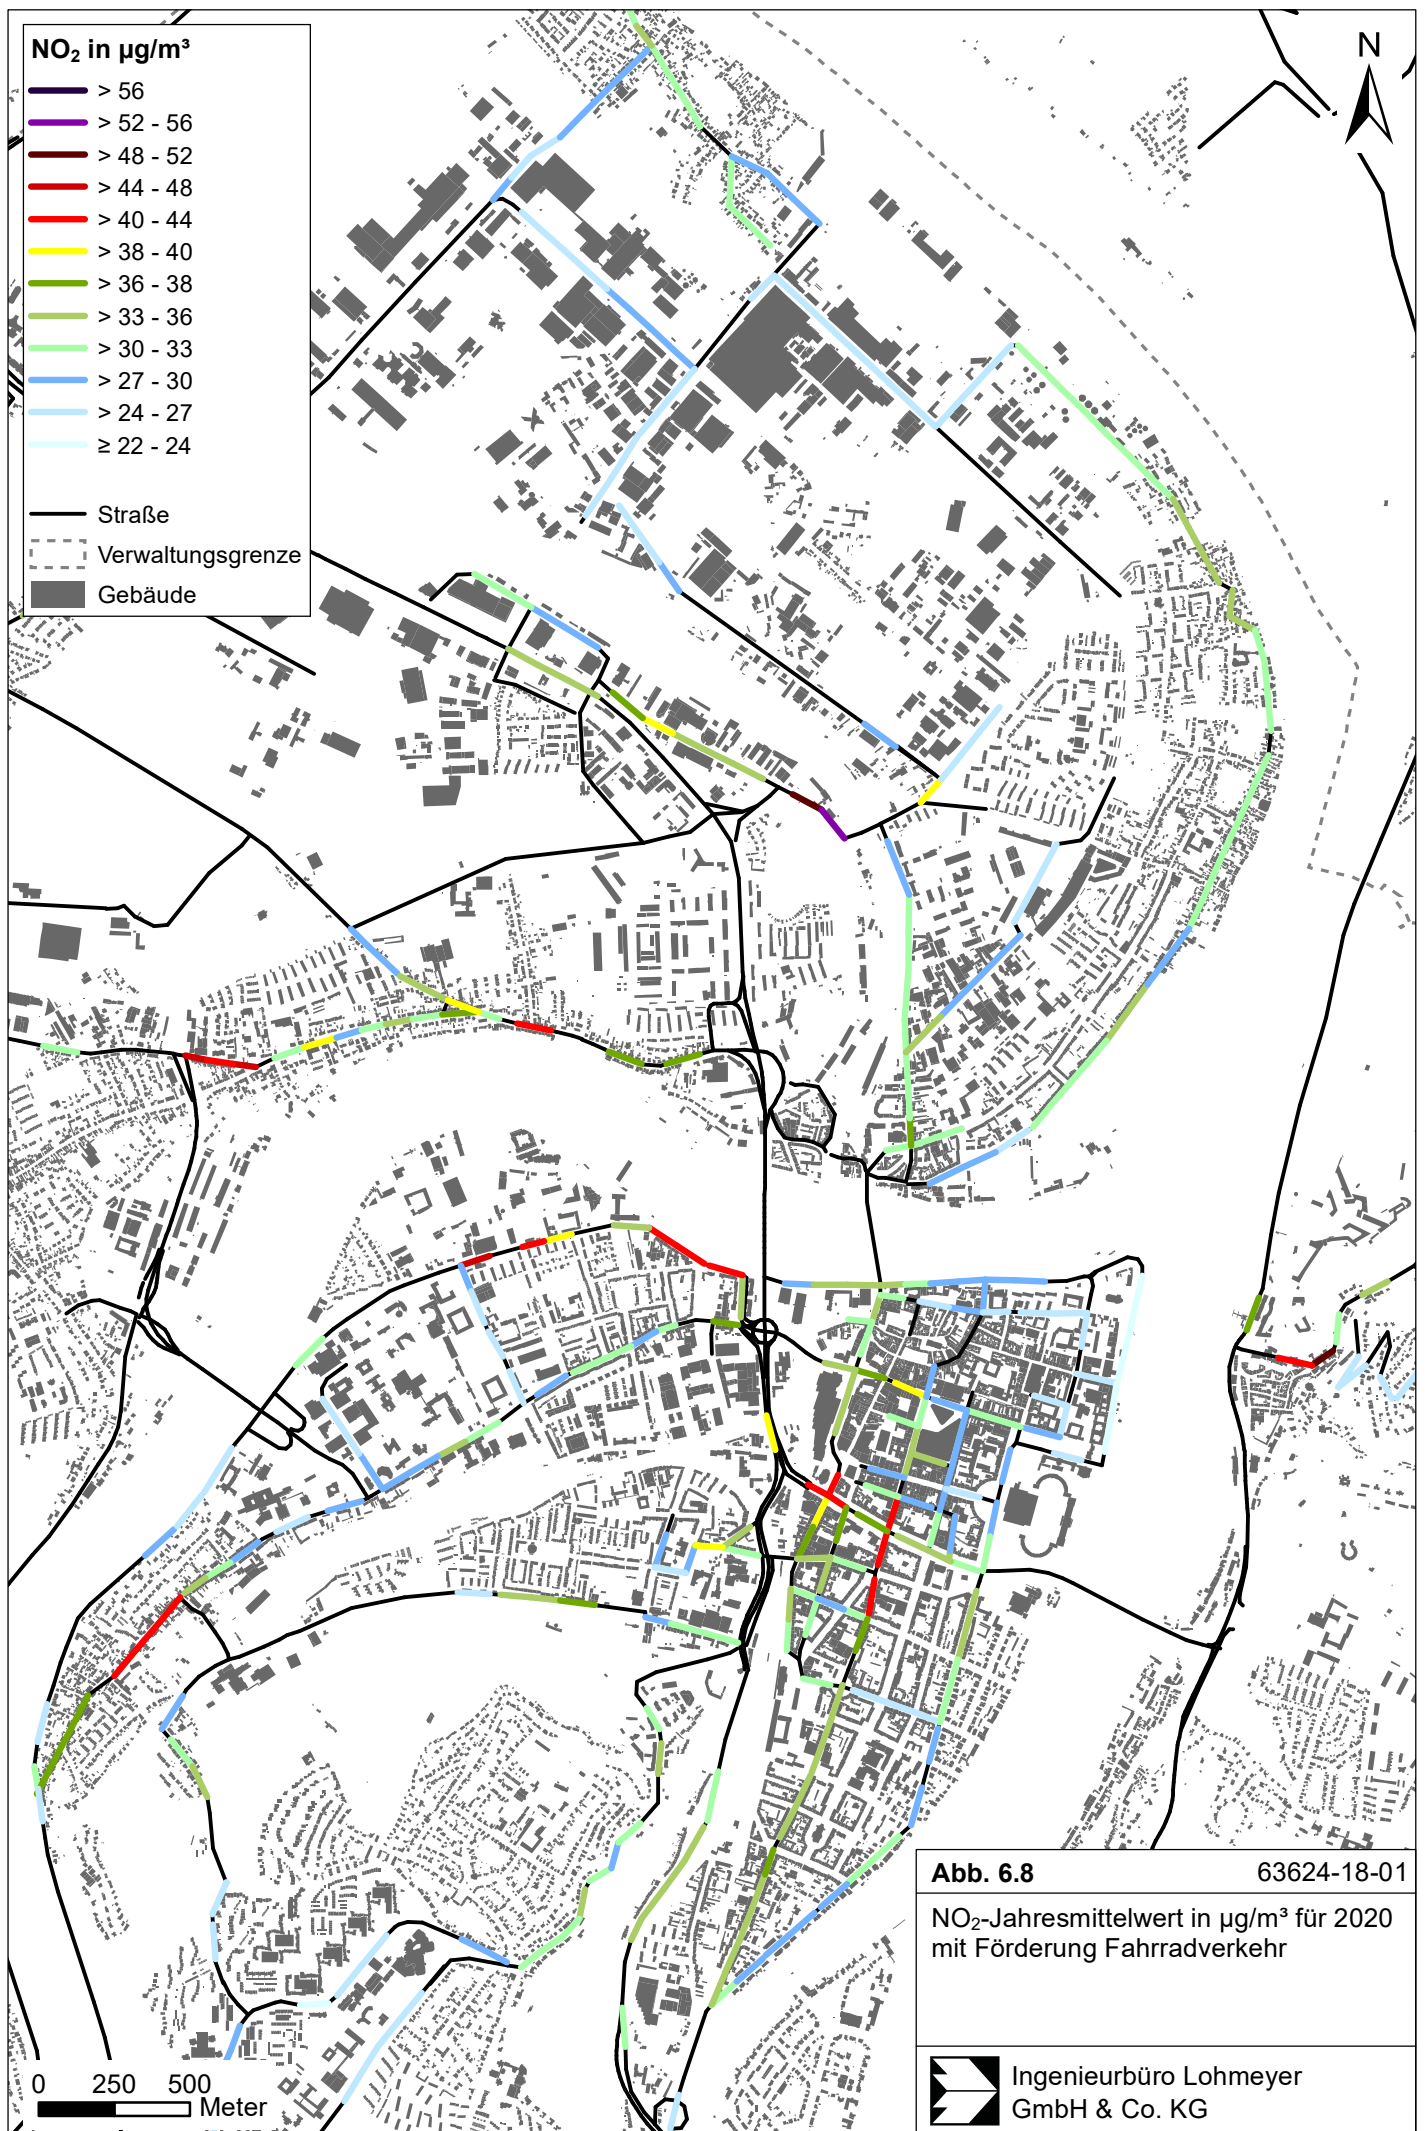 NO₂ in µg/m³
> 56
> 52 - 56
> 48 - 52
> 44 - 48
> 40 - 44
> 38 - 40
> 36 - 38
> 33 - 36
> 30 - 33
> 27 - 30
> 24 - 27
≥ 22 - 24
Straße
Verwaltungsgrenze
Gebäude
N
Abb. 6.8 63624-18-01
NO₂-Jahresmittelwert in µg/m³ für 2020
mit Förderung Fahrradverkehr
Ingenieurbüro Lohmeyer
GmbH & Co. KG
0 250 500
Meter